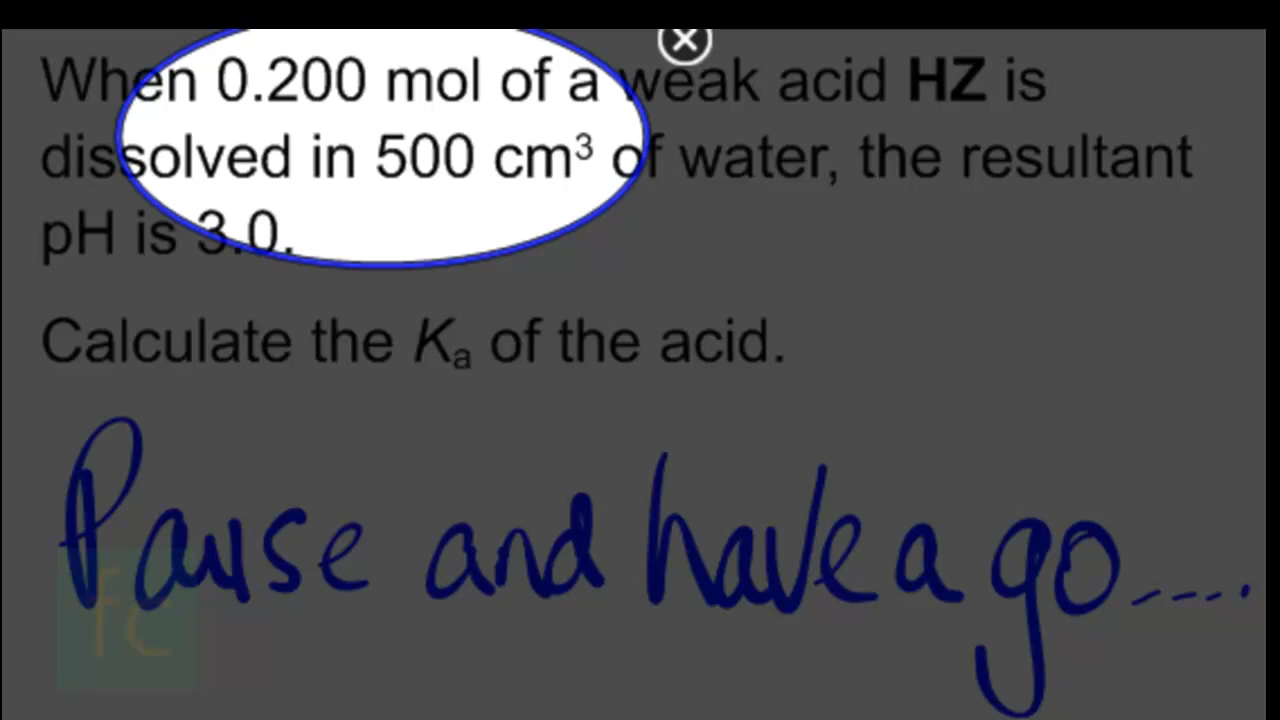 When 0.200 mol of a weak acid HZ is
dissolved in 500 cm³ of water, the resultant
pH is 3.0.
Calculate the Kₐ of the acid.
Pause and have a go ....
fc